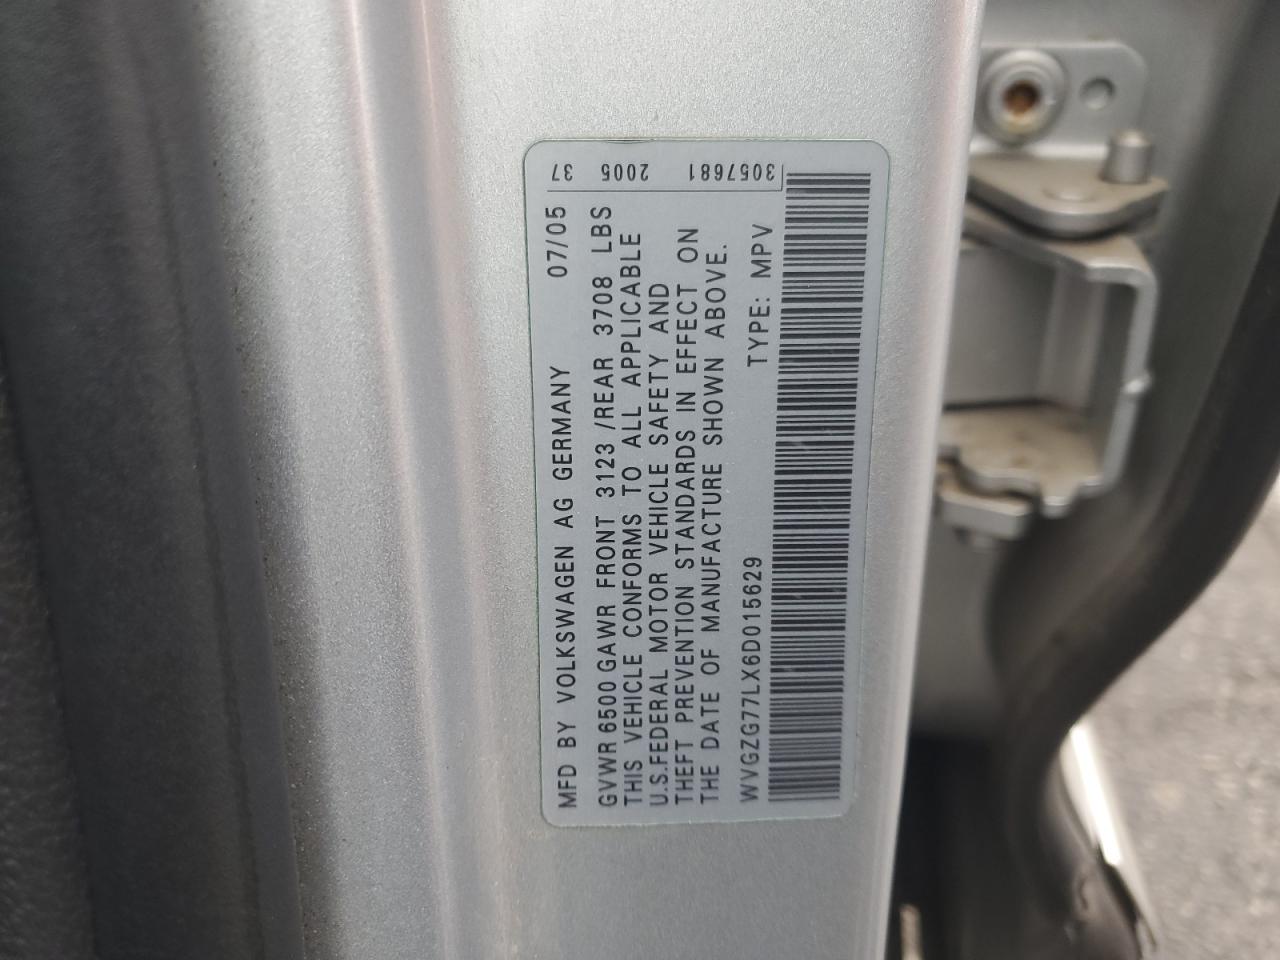 MFD BY VOLKSWAGEN AG GERMANY 07/05
GVWR 6500 GAWR FRONT 3123 /REAR 3708 LBS
THIS VEHICLE CONFORMS TO ALL APPLICABLE
U.S.FEDERAL MOTOR VEHICLE SAFETY AND
THEFT PREVENTION STANDARDS IN EFFECT ON
THE DATE OF MANUFACTURE SHOWN ABOVE.
WVGZG77LX6D015629 TYPE: MPV
3057681 2005 37